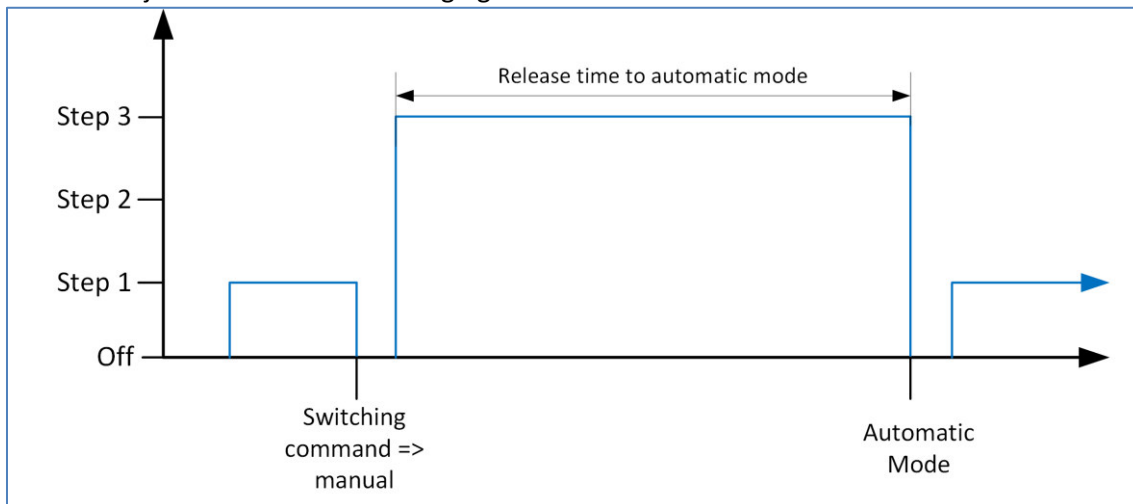 Release time to automatic mode
Step 3
Step 2
Step 1
Off
Switching
command =>
manual
Automatic
Mode